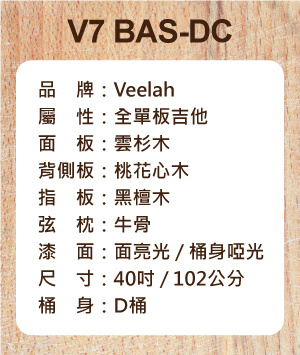 V7 BAS-DC
品　牌：Veelah
屬　性：全單板吉他
面　板：雲杉木
背側板：桃花心木
指　板：黑檀木
弦　枕：牛骨
漆　面：面亮光 / 桶身啞光
尺　寸：40吋 / 102公分
桶　身：D桶